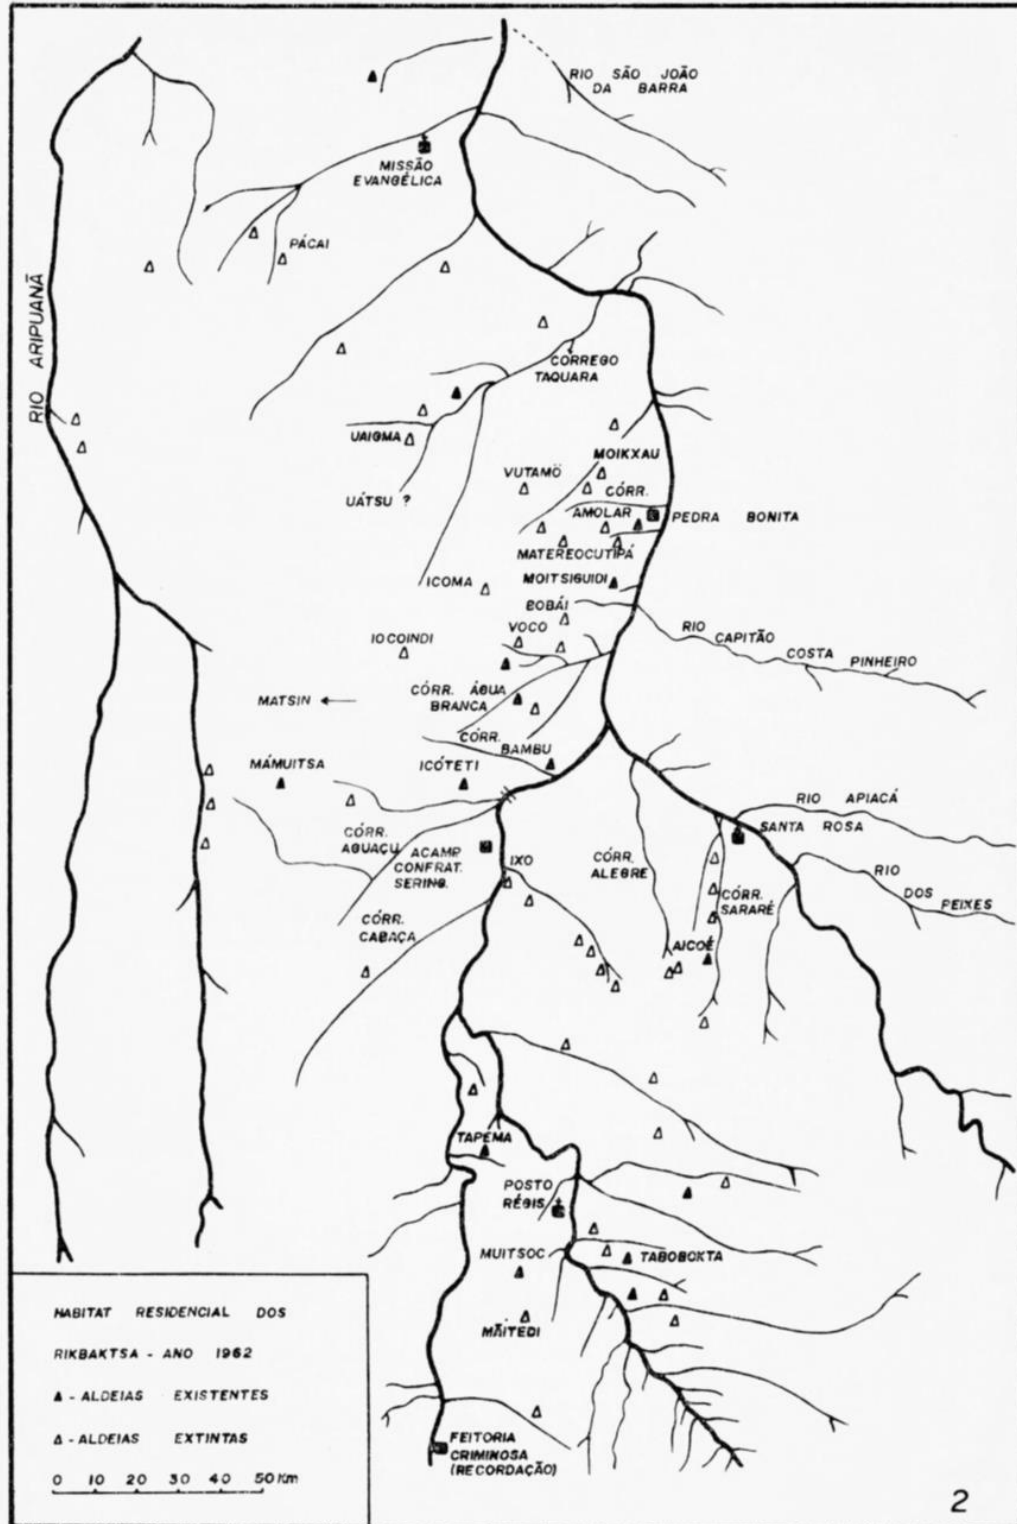 RIO SÃO JOÃO
DA BARRA
MISSÃO
EVANGÉLICA
PÁCAI
RIO ARIPUANÃ
CÓRREGO
TAQUARA
UAIGMA
MOIKXAU
VUTAMÖ
CÓRR.
UÁTSU ?
AMOLAR
PEDRA BONITA
MATEREOCUTIPÁ
ICOMA
MOITSIGUIDI
BOBÁI
VOCO
RIO
CAPITÃO
COSTA
PINHEIRO
IOCOINDI
CÓRR. ÁGUA
BRANCA
MATSIN
CÓRR.
BAMBU
MÁMUITSA
ICÓTETI
RIO APIACÁ
SANTA ROSA
CÓRR.
AGUAÇU
ACAMP.
CONFRAT.
SERING.
IXO
CÓRR.
ALEGRE
RIO
DOS
PEIXES
CÓRR.
SARARÉ
CÓRR.
CABAÇA
AICOÉ
TAPEMA
POSTO
RÉGIS
MUITSOC
TABOBOKTA
MÃITEDI
HABITAT RESIDENCIAL DOS
RIKBAKTSA - ANO 1962
- ALDEIAS EXISTENTES
- ALDEIAS EXTINTAS
0 10 20 30 40 50 Km
FEITORIA
CRIMINOSA
(RECORDAÇÃO)
2